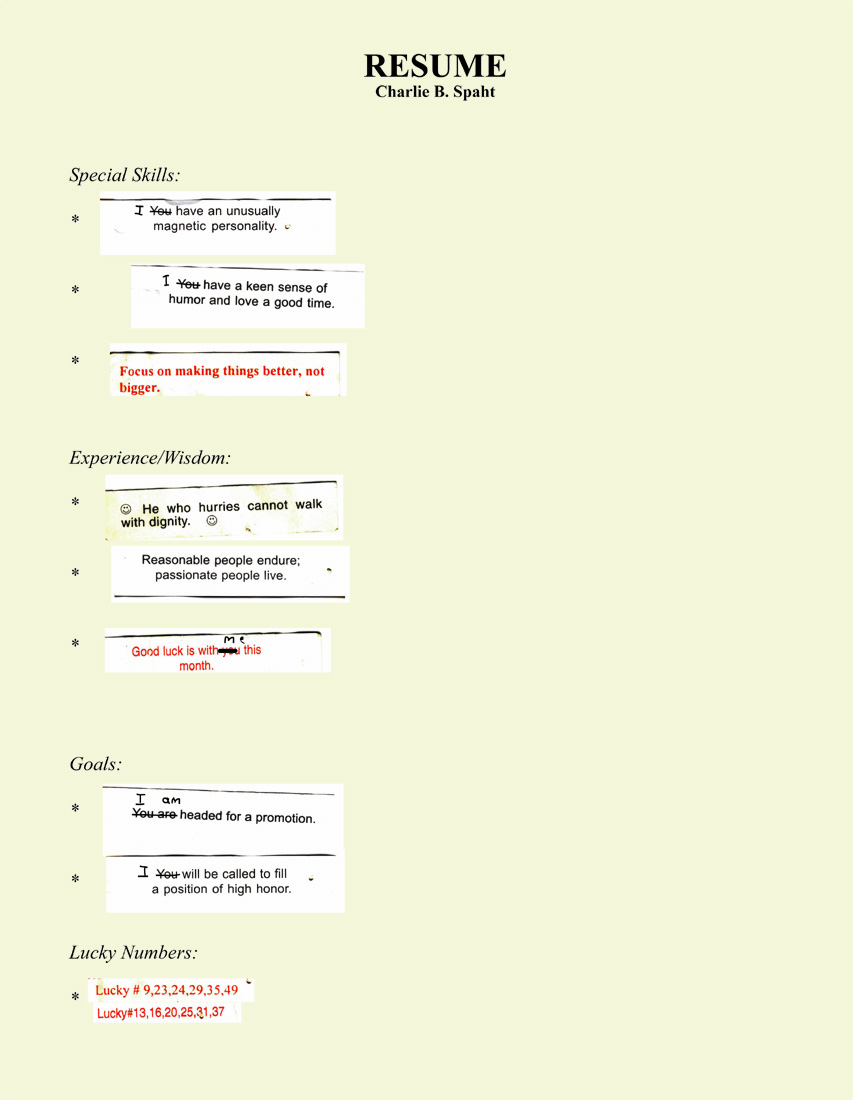 RESUME
Charlie B. Spaht
Special Skills:
* I You have an unusually
magnetic personality.
* I You have a keen sense of
humor and love a good time.
* Focus on making things better, not
bigger.
Experience/Wisdom:
* ☺ He who hurries cannot walk
with dignity. ☺
* Reasonable people endure;
passionate people live.
me
* Good luck is with you this
month.
Goals:
I am
* You are headed for a promotion.
* I You will be called to fill
a position of high honor.
Lucky Numbers:
* Lucky # 9,23,24,29,35,49
Lucky#13,16,20,25,31,37